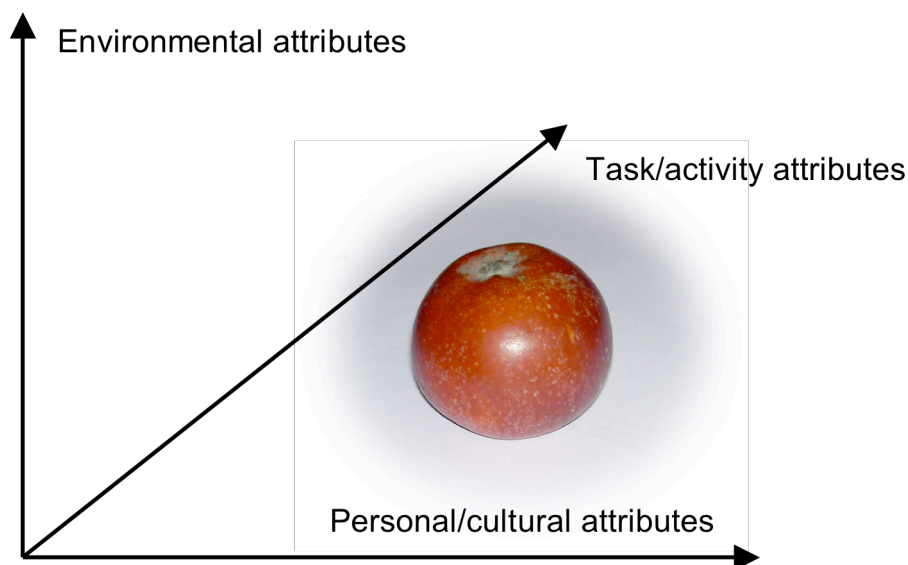 Environmental attributes
Task/activity attributes
Personal/cultural attributes